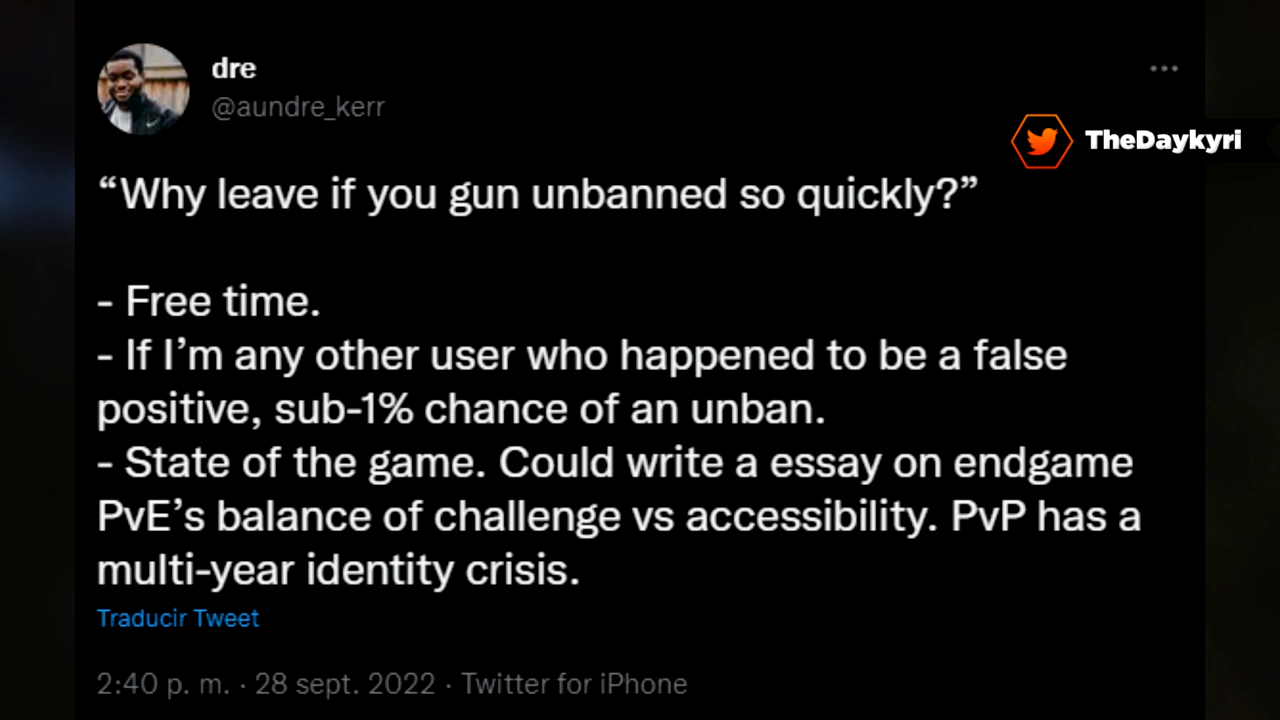 dre
@aundre_kerr
TheDaykyri
“Why leave if you gun unbanned so quickly?”
- Free time.
- If I’m any other user who happened to be a false
positive, sub-1% chance of an unban.
- State of the game. Could write a essay on endgame
PvE’s balance of challenge vs accessibility. PvP has a
multi-year identity crisis.
Traducir Tweet
2:40 p. m. · 28 sept. 2022 · Twitter for iPhone